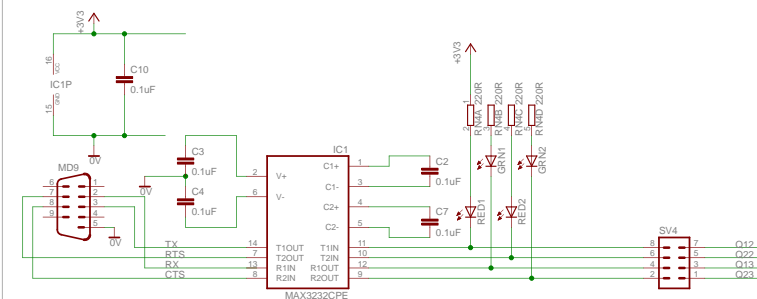 +3V3
16
VCC
IC1P
GND
15
C10
0.1uF
0V
+3V3
1
2
RN4A 220R
3
RN4B 220R
4
RN4C 220R
5
RN4D 220R
GRN1
GRN2
RED1
RED2
MD9
6
7
8
9
1
2
3
4
5
0V
0V
C3
0.1uF
C4
0.1uF
IC1
2
V+
6
V-
C1+
1
C1-
3
C2+
4
C2-
5
C2
0.1uF
C7
0.1uF
TX
14
T1OUT
T1IN
11
RTS
7
T2OUT
T2IN
10
RX
13
R1IN
R1OUT
12
CTS
8
R2IN
R2OUT
9
MAX3232CPE
SV4
8
7
Q12
6
5
Q22
4
3
Q13
2
1
Q23